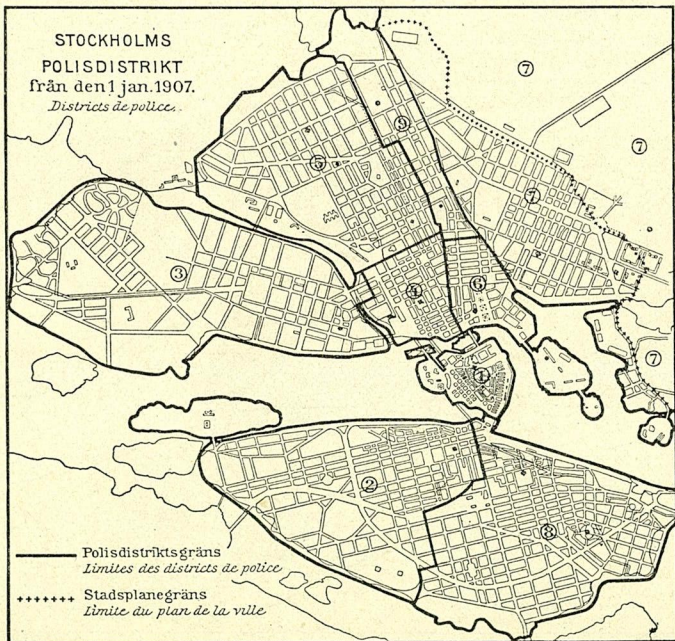 STOCKHOLMS
POLISDISTRIKT
från den 1 jan. 1907.
Districts de police.
7
9
7
5
7
3
4
6
7
1
2
8
Polisdistriktsgräns
Limites des districts de police
Stadsplanegräns
Limite du plan de la ville